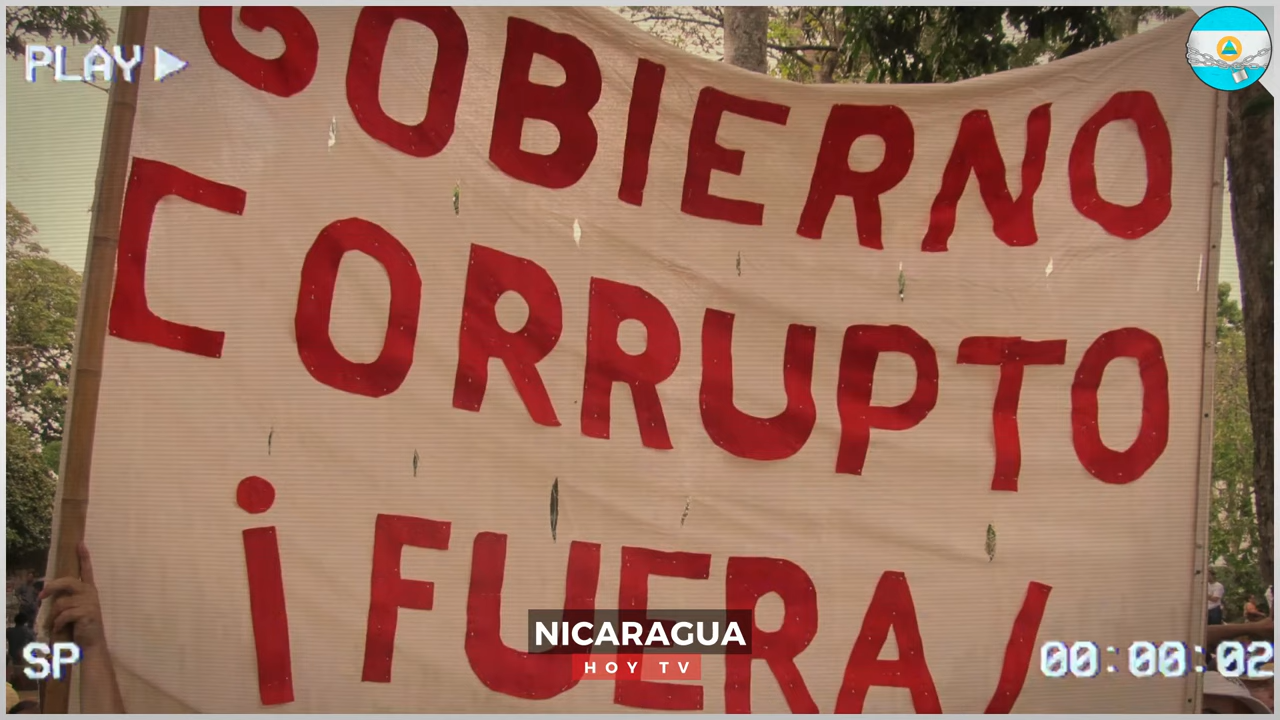 PLAY
GOBIERNO
CORRUPTO
¡FUERA!
NICARAGUA
HOY TV
SP
00:00:02